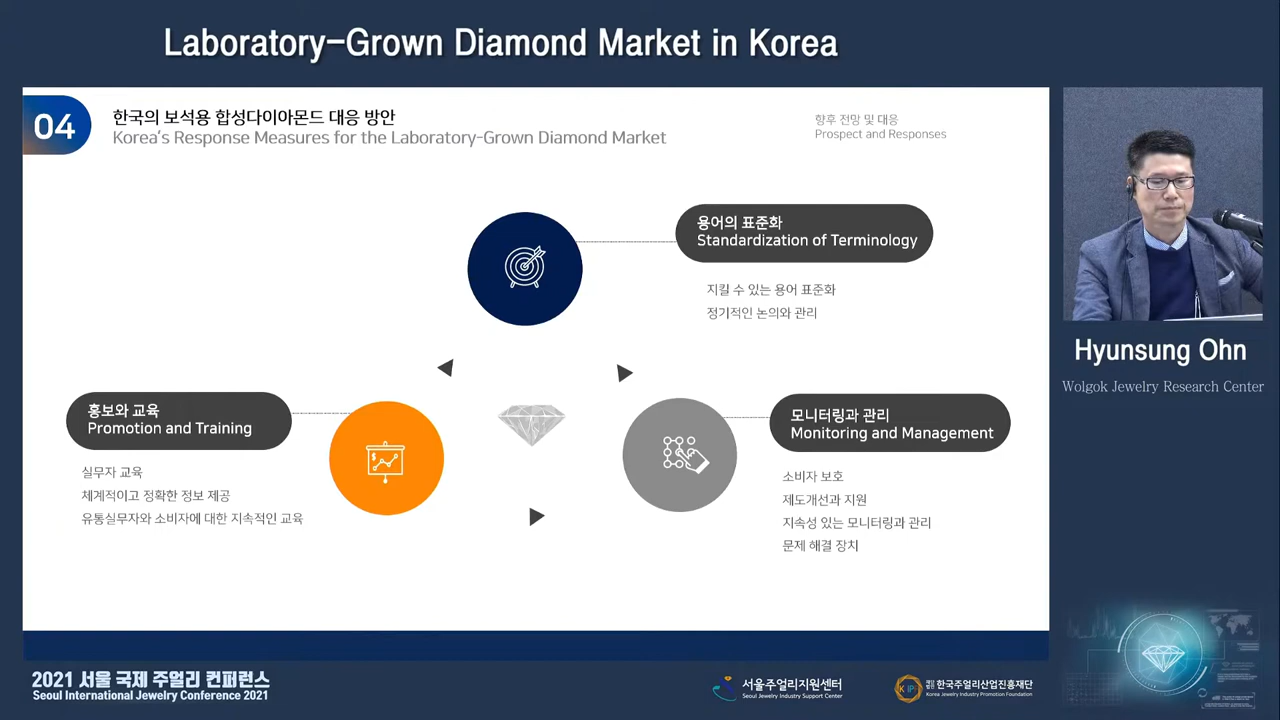 Laboratory-Grown Diamond Market in Korea
04
한국의 보석용 합성다이아몬드 대응 방안
Korea's Response Measures for the Laboratory-Grown Diamond Market
향후 전망 및 대응
Prospect and Responses
용어의 표준화
Standardization of Terminology
지킬 수 있는 용어 표준화
정기적인 논의와 관리
홍보와 교육
Promotion and Training
실무자 교육
체계적이고 정확한 정보 제공
유통실무자와 소비자에 대한 지속적인 교육
모니터링과 관리
Monitoring and Management
소비자 보호
제도개선과 지원
지속성 있는 모니터링과 관리
문제 해결 장치
Hyunsung Ohn
Wolgok Jewelry Research Center
2021 서울 국제 주얼리 컨퍼런스
Seoul International Jewelry Conference 2021
서울주얼리지원센터
Seoul Jewelry Industry Support Center
재단법인 한국주얼리산업진흥재단
Korea Jewelry Industry Promotion Foundation